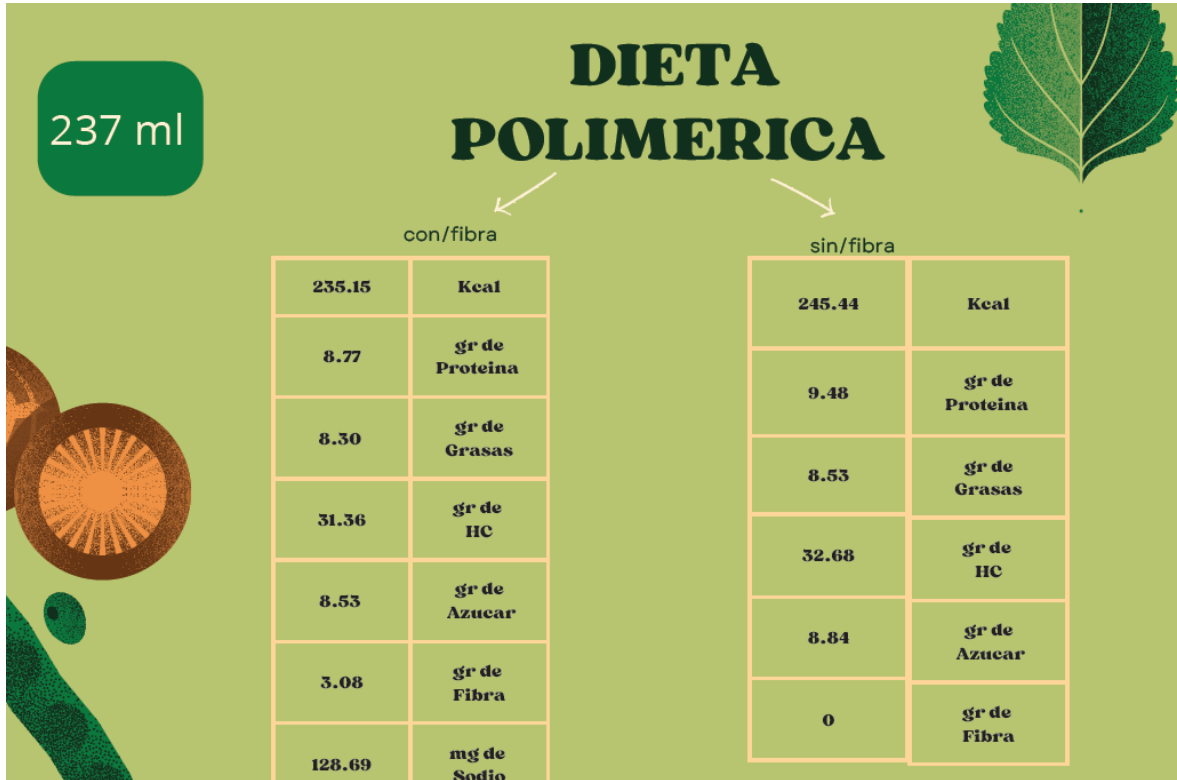 237 ml
DIETA
POLIMERICA
con/fibra
235.15 Kcal
8.77 gr de
Proteina
8.30 gr de
Grasas
31.36 gr de
HC
8.53 gr de
Azucar
3.08 gr de
Fibra
128.69 mg de
Sodio
sin/fibra
245.44 Kcal
9.48 gr de
Proteina
8.53 gr de
Grasas
32.68 gr de
HC
8.84 gr de
Azucar
0 gr de
Fibra